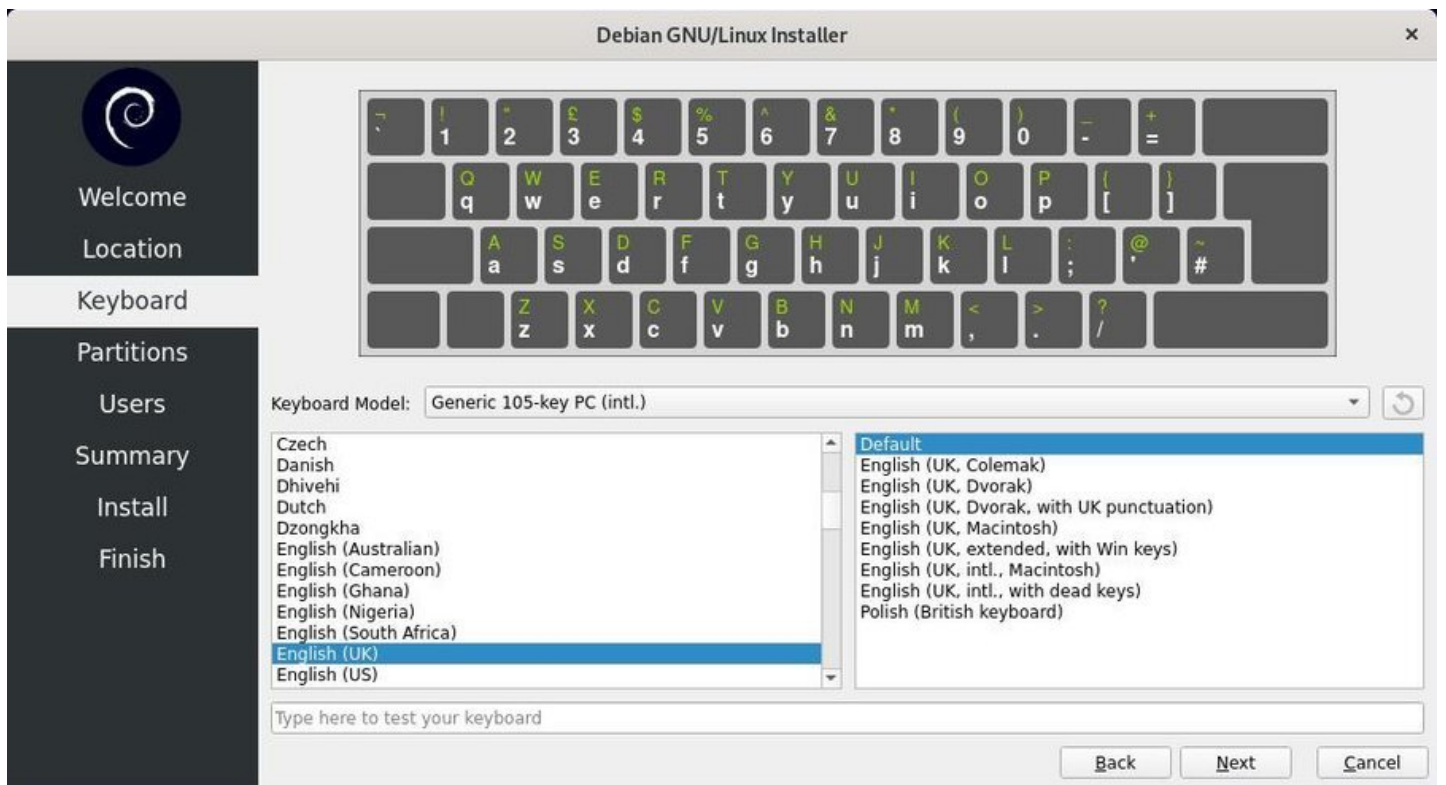 Debian GNU/Linux Installer ×
Welcome
Location
Keyboard
Partitions
Users
Summary
Install
Finish
¬ ! " £ $ % ^ & * ( ) _ +
` 1 2 3 4 5 6 7 8 9 0 - =
Q W E R T Y U I O P { }
q w e r t y u i o p [ ]
A S D F G H J K L : @ ~
a s d f g h j k l ; ' #
Z X C V B N M < > ?
z x c v b n m , . /
Keyboard Model: Generic 105-key PC (intl.)
Czech
Danish
Dhivehi
Dutch
Dzongkha
English (Australian)
English (Cameroon)
English (Ghana)
English (Nigeria)
English (South Africa)
English (UK)
English (US)
Default
English (UK, Colemak)
English (UK, Dvorak)
English (UK, Dvorak, with UK punctuation)
English (UK, Macintosh)
English (UK, extended, with Win keys)
English (UK, intl., Macintosh)
English (UK, intl., with dead keys)
Polish (British keyboard)
Type here to test your keyboard
Back Next Cancel